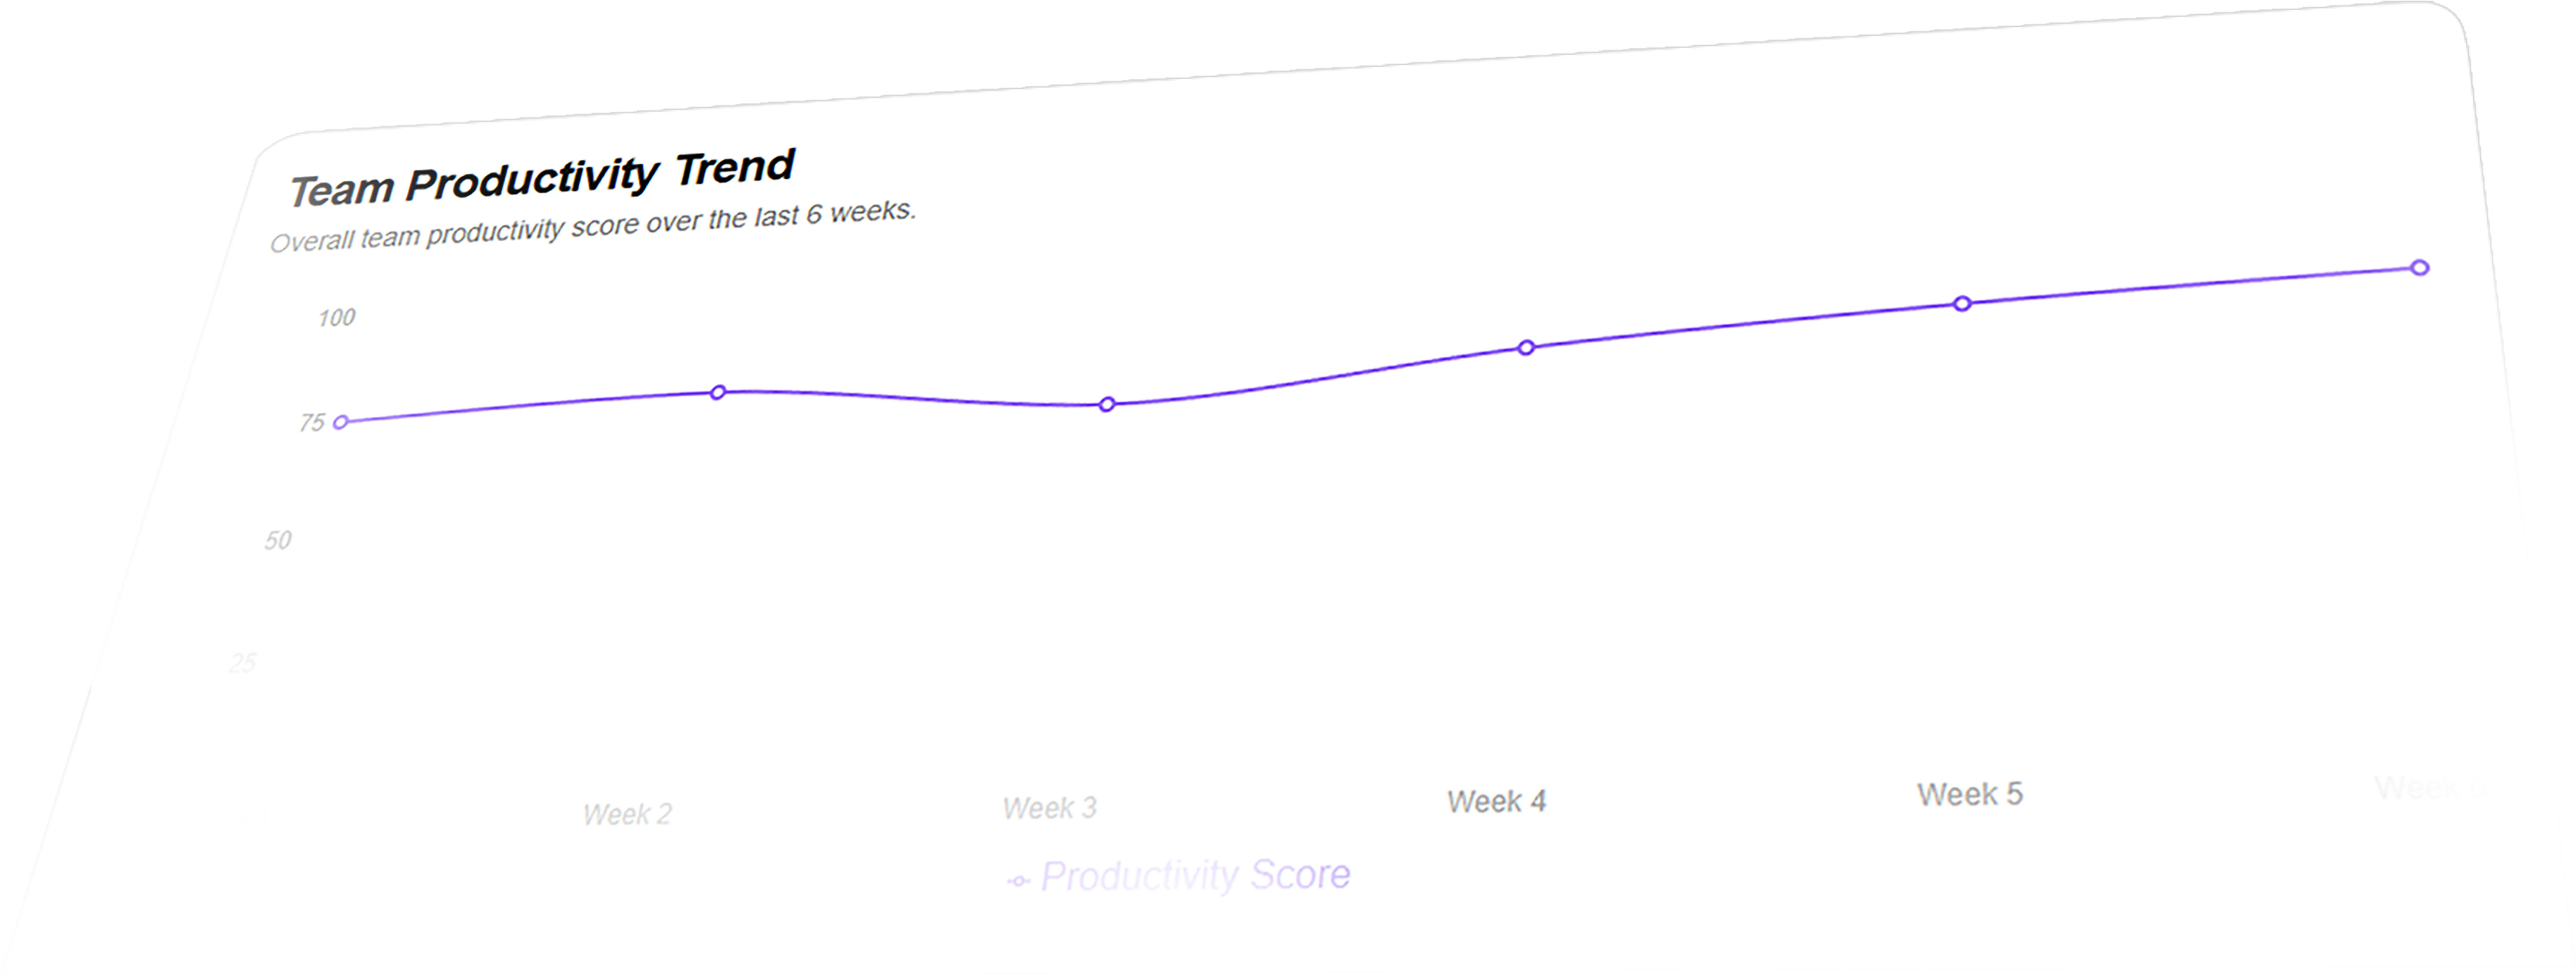 Team Productivity Trend
Overall team productivity score over the last 6 weeks.
100
75
50
25
Week 2 Week 3 Week 4 Week 5 Week
Productivity Score